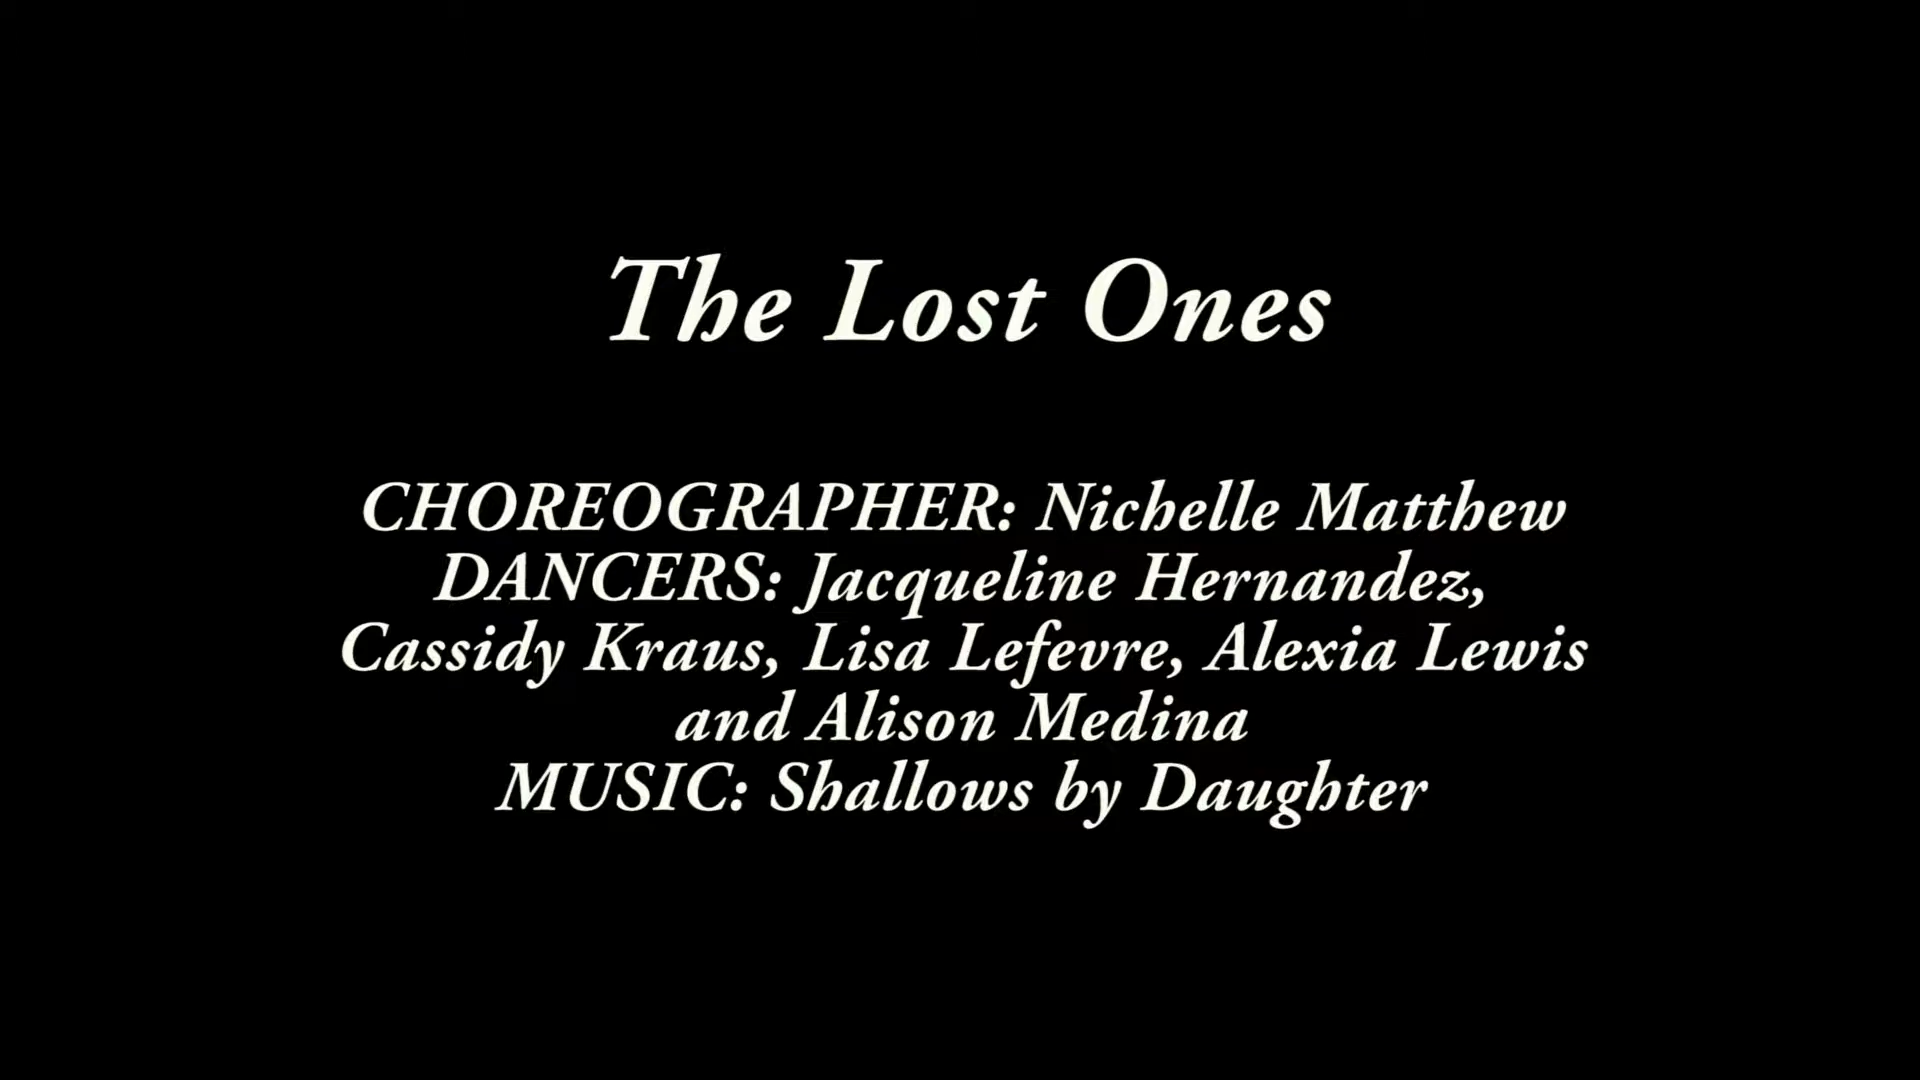 The Lost Ones
CHOREOGRAPHER: Nichelle Matthew
DANCERS: Jacqueline Hernandez,
Cassidy Kraus, Lisa Lefevre, Alexia Lewis
and Alison Medina
MUSIC: Shallows by Daughter